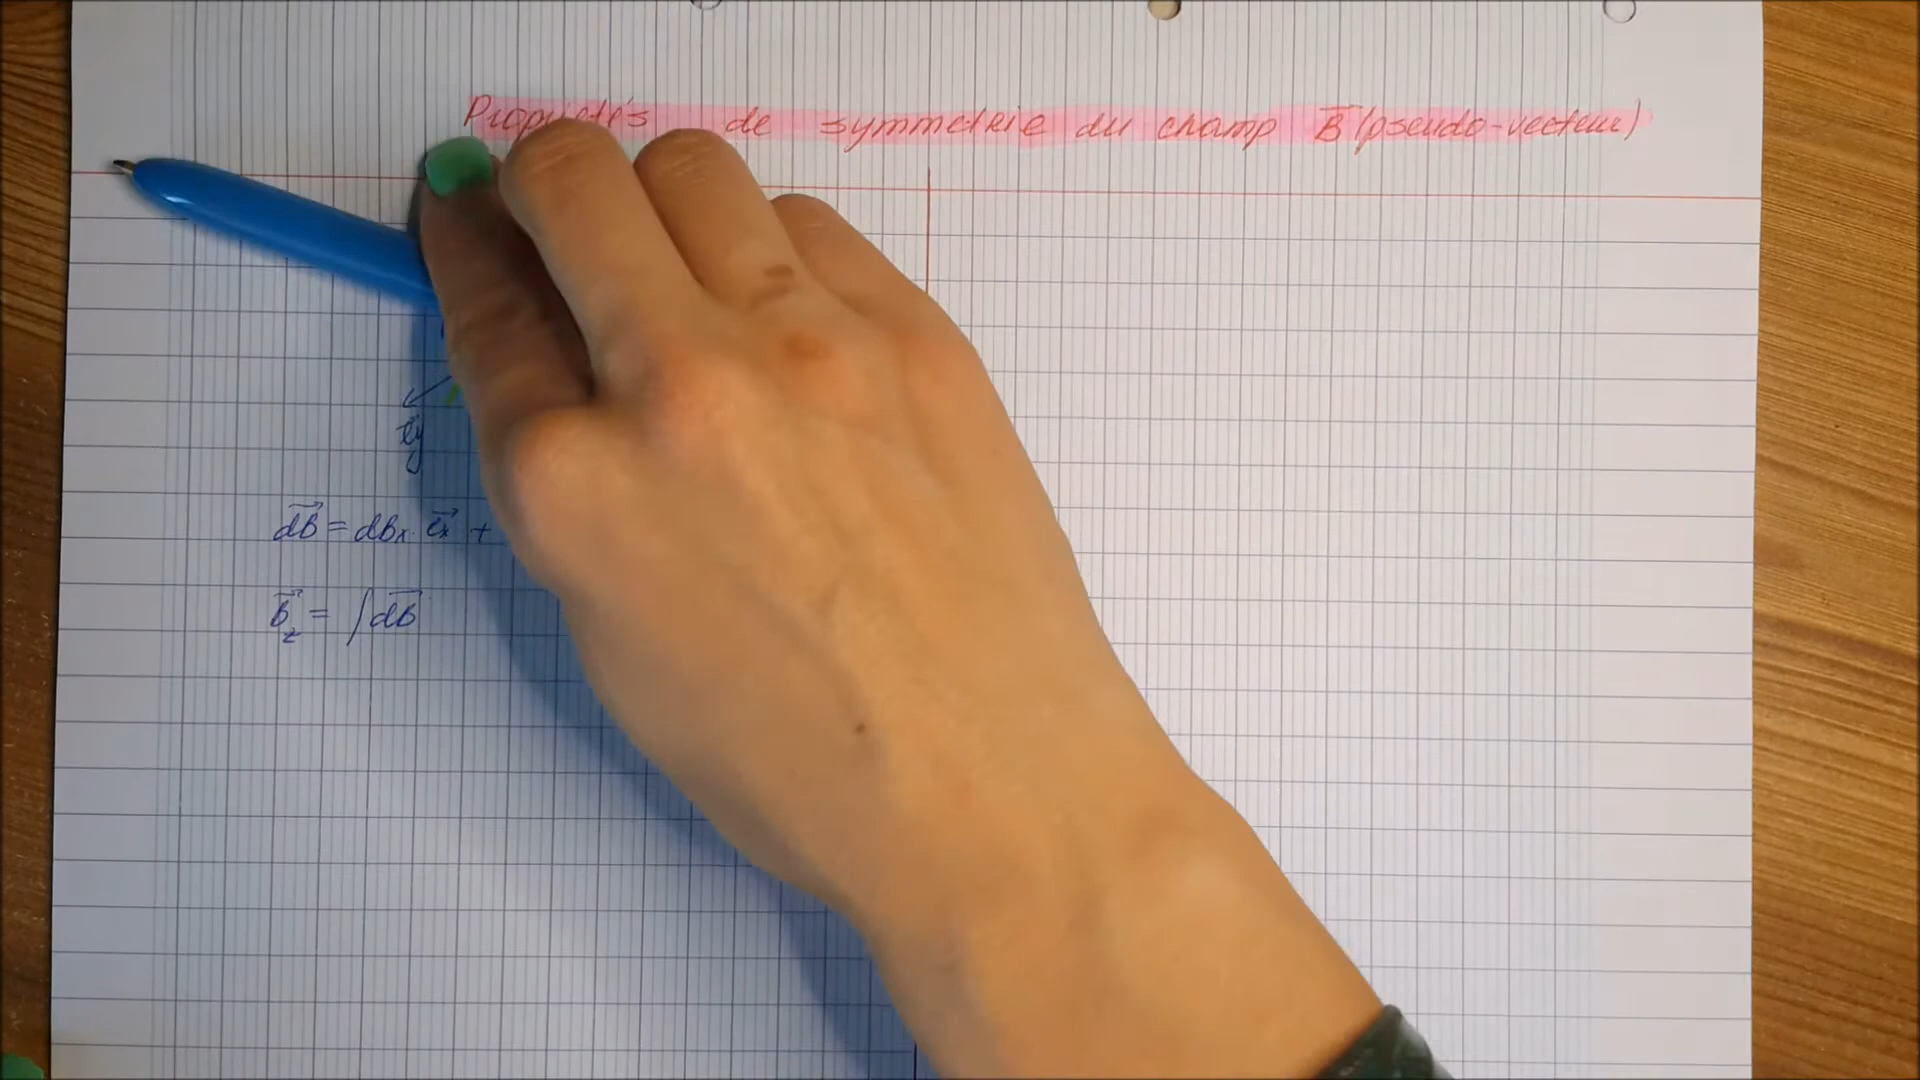 Propriétés de symmetrie du champ B (pseudo-vecteur)
ey
dB = dBx. ex +
Bz = ∫dB